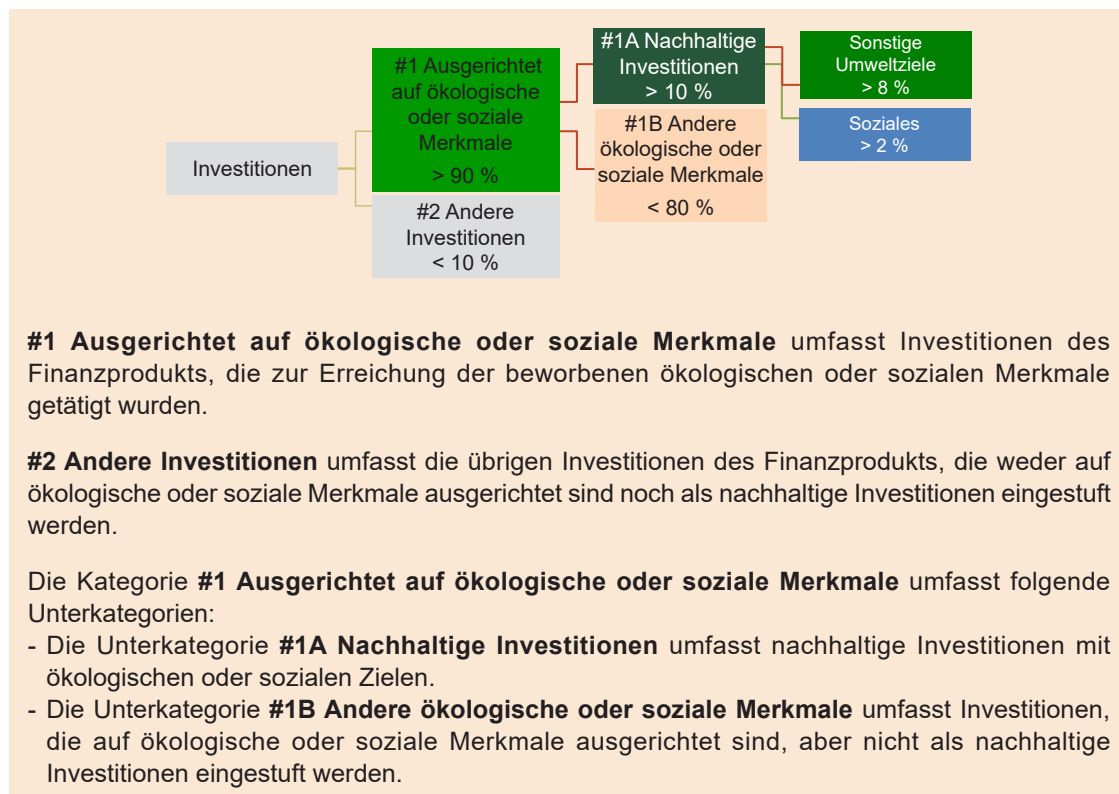 Investitionen
#1 Ausgerichtet
auf ökologische
oder soziale
Merkmale
> 90 %
#2 Andere
Investitionen
< 10 %
#1A Nachhaltige
Investitionen
> 10 %
#1B Andere
ökologische oder
soziale Merkmale
< 80 %
Sonstige
Umweltziele
> 8 %
Soziales
> 2 %
#1 Ausgerichtet auf ökologische oder soziale Merkmale umfasst Investitionen des
Finanzprodukts, die zur Erreichung der beworbenen ökologischen oder sozialen Merkmale
getätigt wurden.
#2 Andere Investitionen umfasst die übrigen Investitionen des Finanzprodukts, die weder auf
ökologische oder soziale Merkmale ausgerichtet sind noch als nachhaltige Investitionen eingestuft
werden.
Die Kategorie #1 Ausgerichtet auf ökologische oder soziale Merkmale umfasst folgende
Unterkategorien:
- Die Unterkategorie #1A Nachhaltige Investitionen umfasst nachhaltige Investitionen mit
ökologischen oder sozialen Zielen.
- Die Unterkategorie #1B Andere ökologische oder soziale Merkmale umfasst Investitionen,
die auf ökologische oder soziale Merkmale ausgerichtet sind, aber nicht als nachhaltige
Investitionen eingestuft werden.